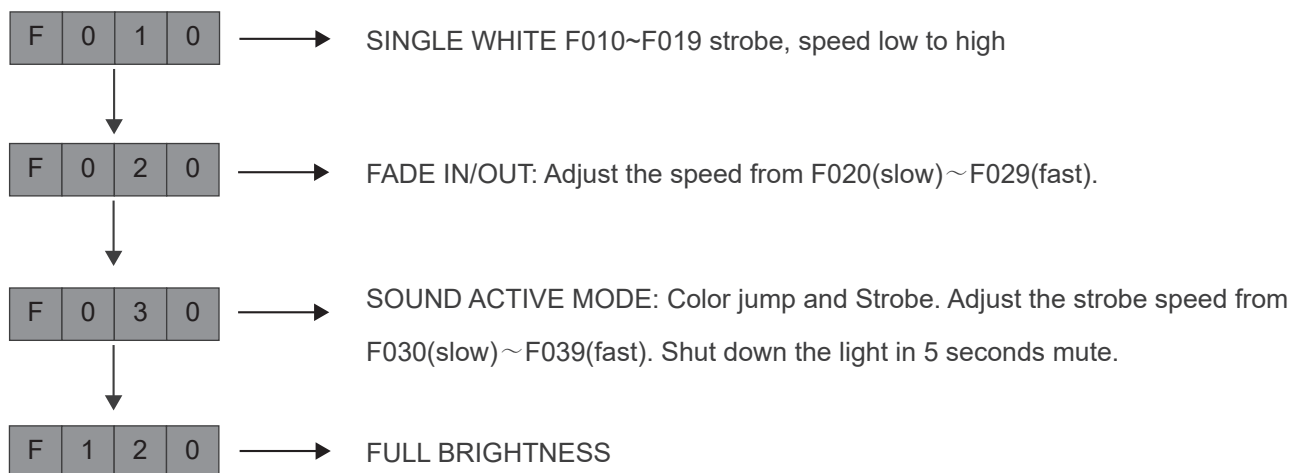 F 0 1 0 SINGLE WHITE F010~F019 strobe, speed low to high
F 0 2 0 FADE IN/OUT: Adjust the speed from F020(slow)～F029(fast).
F 0 3 0 SOUND ACTIVE MODE: Color jump and Strobe. Adjust the strobe speed from
F030(slow)～F039(fast). Shut down the light in 5 seconds mute.
F 1 2 0 FULL BRIGHTNESS